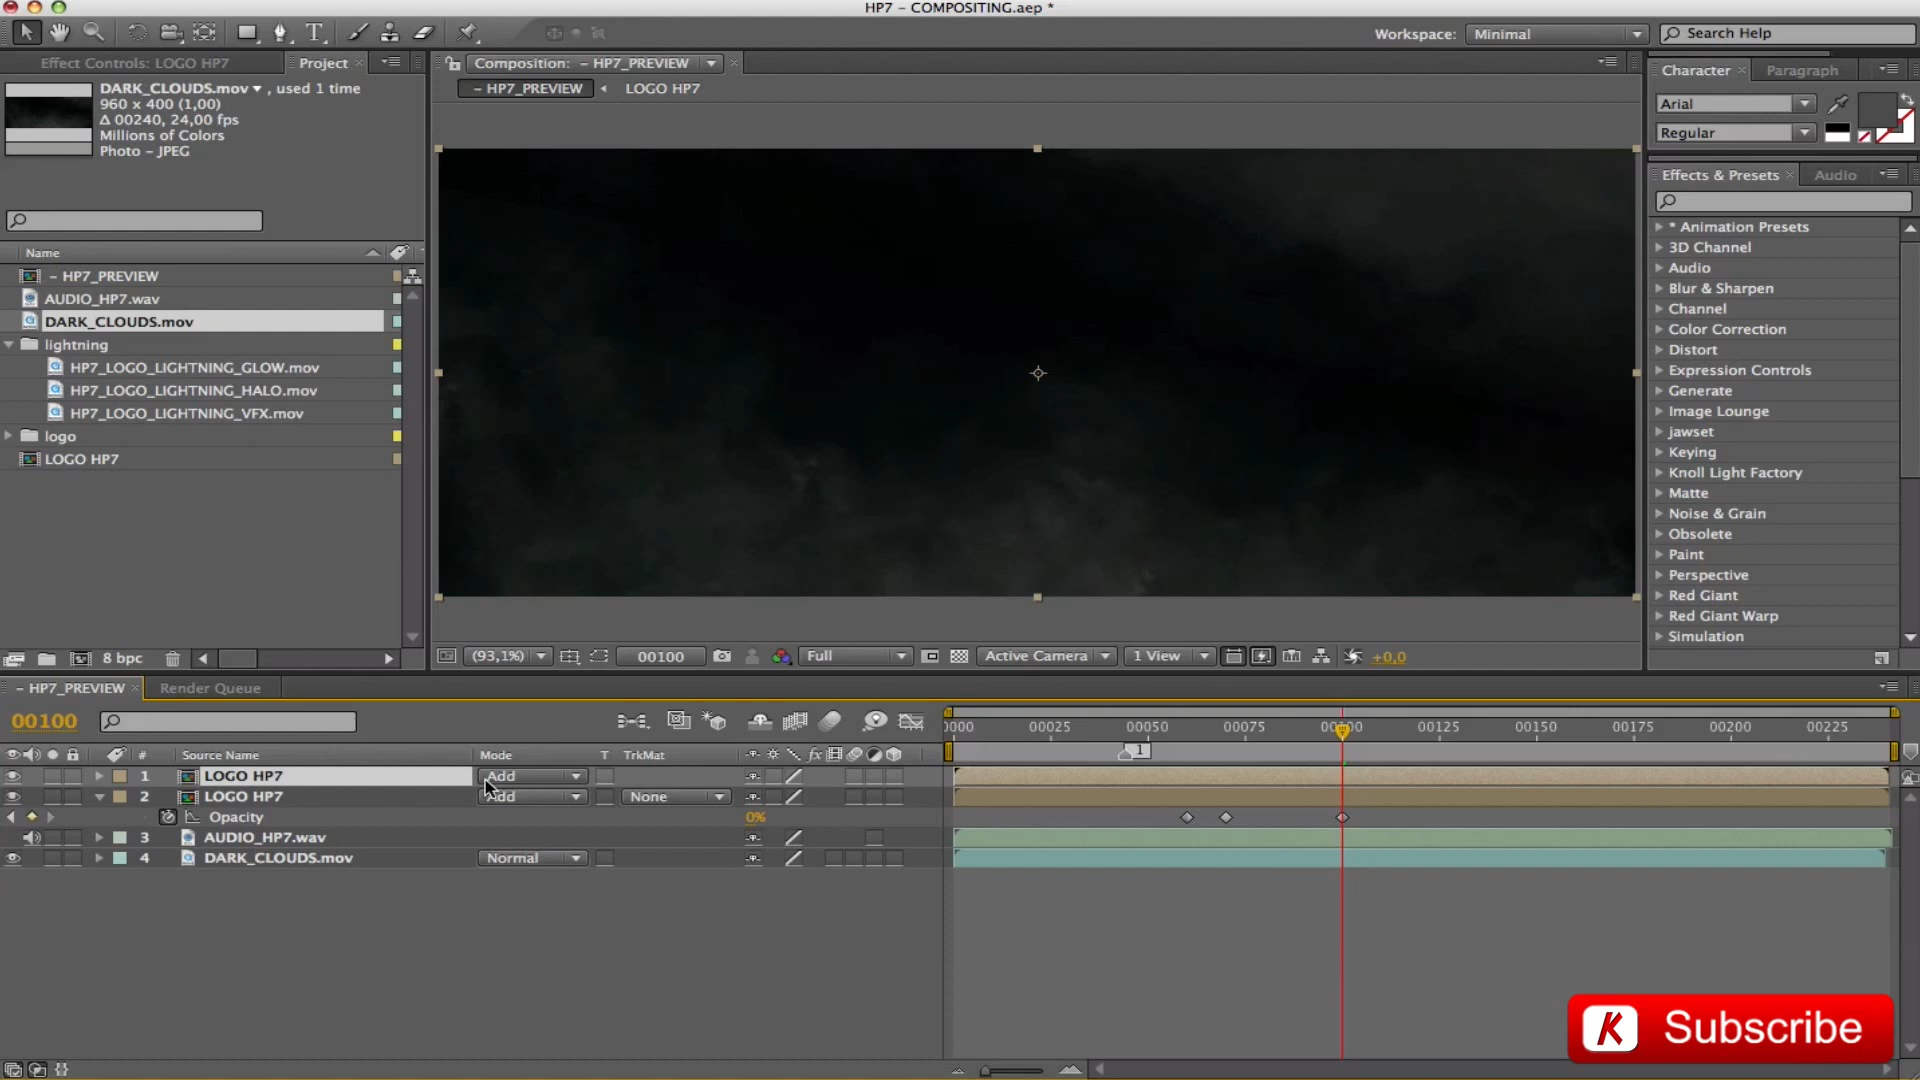 HP7 - COMPOSITING.aep *
Workspace: Minimal
Search Help
Effect Controls: LOGO HP7
Project
Composition: - HP7_PREVIEW
Character
Paragraph
DARK_CLOUDS.mov , used 1 time
960 x 400 (1,00)
Δ 00240, 24,00 fps
Millions of Colors
Photo - JPEG
- HP7_PREVIEW
LOGO HP7
Arial
Regular
Effects & Presets
Audio
* Animation Presets
3D Channel
Audio
Blur & Sharpen
Channel
Color Correction
Distort
Expression Controls
Generate
Image Lounge
jawset
Keying
Knoll Light Factory
Matte
Noise & Grain
Obsolete
Paint
Perspective
Red Giant
Red Giant Warp
Simulation
Name
- HP7_PREVIEW
AUDIO_HP7.wav
DARK_CLOUDS.mov
lightning
HP7_LOGO_LIGHTNING_GLOW.mov
HP7_LOGO_LIGHTNING_HALO.mov
HP7_LOGO_LIGHTNING_VFX.mov
logo
LOGO HP7
8 bpc
(93,1%)
00100
Full
Active Camera
1 View
+0,0
- HP7_PREVIEW
Render Queue
00100
0000 00025 00050 00075 00100 00125 00150 00175 00200 00225
1
# Source Name Mode T TrkMat
1 LOGO HP7 Add
2 LOGO HP7 Add None
Opacity 0%
3 AUDIO_HP7.wav
4 DARK_CLOUDS.mov Normal
K Subscribe